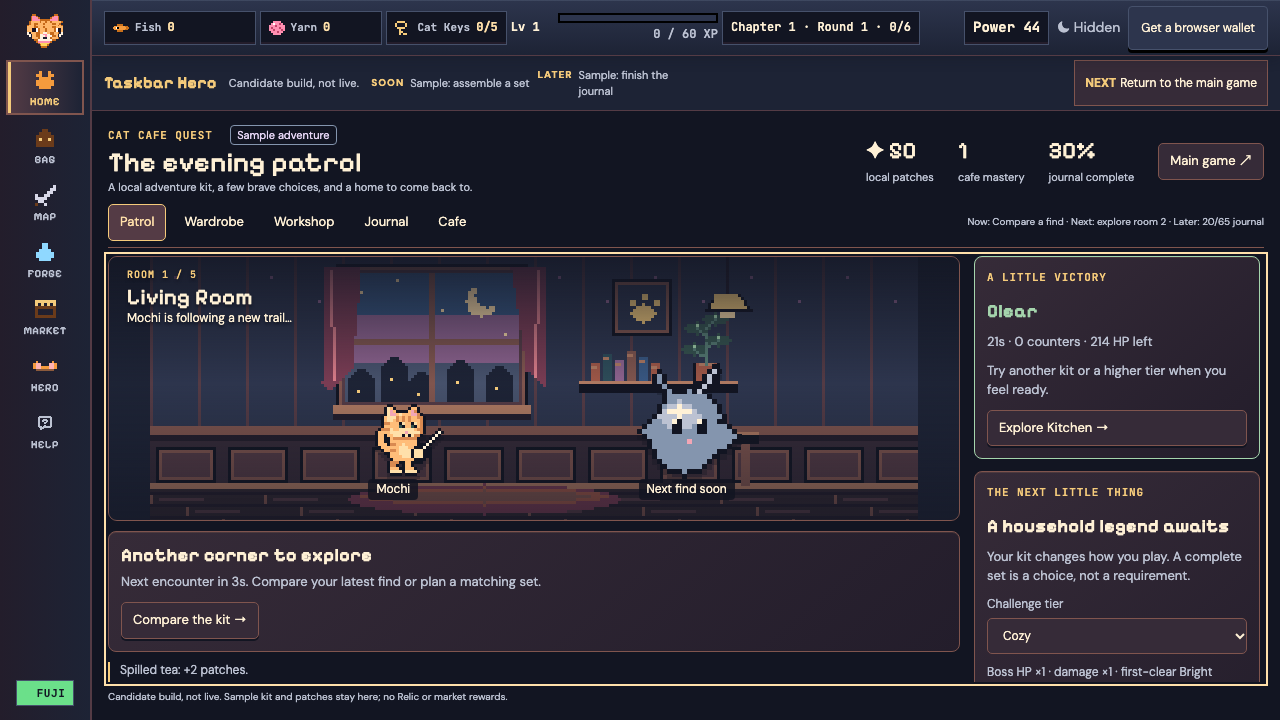 Fish 0
Yarn 0
Cat Keys 0/5
Lv 1
0 / 60 XP
Chapter 1 · Round 1 · 0/6
Power 44
Hidden
Get a browser wallet
Taskbar Hero
Candidate build, not live.
SOON Sample: assemble a set
LATER Sample: finish the
journal
NEXT Return to the main game
HOME
BAG
MAP
FORGE
MARKET
HERO
HELP
FUJI
CAT CAFE QUEST
Sample adventure
The evening patrol
A local adventure kit, a few brave choices, and a home to come back to.
✦ 80
local patches
1
cafe mastery
30%
journal complete
Main game ↗
Patrol
Wardrobe
Workshop
Journal
Cafe
Now: Compare a find · Next: explore room 2 · Later: 20/65 journal
ROOM 1 / 5
Living Room
Mochi is following a new trail...
Mochi
Next find soon
Another corner to explore
Next encounter in 3s. Compare your latest find or plan a matching set.
Compare the kit →
Spilled tea: +2 patches.
A LITTLE VICTORY
Clear
21s · 0 counters · 214 HP left
Try another kit or a higher tier when you
feel ready.
Explore Kitchen →
THE NEXT LITTLE THING
A household legend awaits
Your kit changes how you play. A complete
set is a choice, not a requirement.
Challenge tier
Cozy
Boss HP ×1 · damage ×1 · first-clear Bright
Candidate build, not live. Sample kit and patches stay here; no Relic or market rewards.